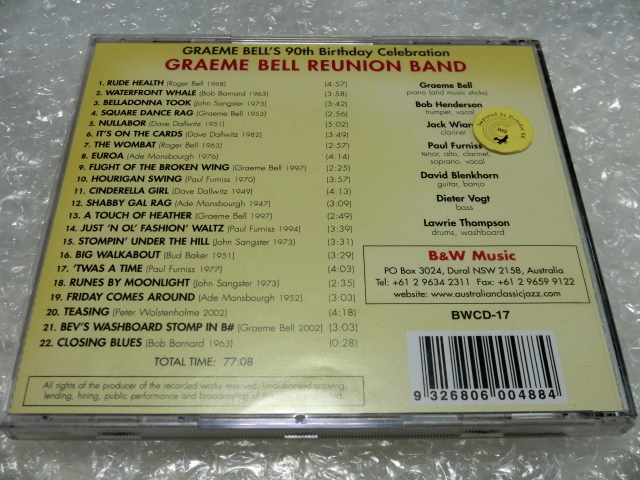 GRAEME BELL'S 90th Birthday Celebration
GRAEME BELL REUNION BAND
1. RUDE HEALTH (Roger Bell 1968) (4:57)
2. WATERFRONT WHALE (Bob Barnard 1963) (3:58)
3. BELLADONNA TOOK (John Sangster 1973) (3:42)
4. SQUARE DANCE RAG (Graeme Bell 1953) (2:56)
5. NULLABOR (Dave Dallwitz 1951) (5:02)
6. IT'S ON THE CARDS (Dave Dallwitz 1982) (3:49)
7. THE WOMBAT (Roger Bell 1963) (2:57)
8. EUROA (Ade Monsbourgh 1976) (4:14)
9. FLIGHT OF THE BROKEN WING (Graeme Bell 1997) (2:25)
10. HOURIGAN SWING (Paul Furniss 1970) (3:57)
11. CINDERELLA GIRL (Dave Dallwitz 1949) (4:13)
12. SHABBY GAL RAG (Ade Monsbourgh 1947) (3:09)
13. A TOUCH OF HEATHER (Graeme Bell 1997) (2:49)
14. JUST 'N OL' FASHION' WALTZ (Paul Furniss 1994) (3:39)
15. STOMPIN' UNDER THE HILL (John Sangster 1973) (3:31)
16. BIG WALKABOUT (Bud Baker 1951) (3:29)
17. 'TWAS A TIME (Paul Furniss 1977) (4:03)
18. RUNES BY MOONLIGHT (John Sangster 1973) (2:35)
19. FRIDAY COMES AROUND (Ade Monsbourgh 1952) (3:03)
20. TEASING (Peter Wolstenholme 2002) (4:18)
21. BEV'S WASHBOARD STOMP IN B# (Graeme Bell 2002) (3:03)
22. CLOSING BLUES (Bob Barnard 1963) (0:28)
TOTAL TIME: 77:08
All rights of the producer of the recorded works reserved. Unauthorised copying,
lending, hiring, public performance and broadcasting of
Graeme Bell
piano (and music sticks)
Bob Henderson
trumpet, vocal
Jack
clarinet
Paul Furniss
tenor, alto, clarinet,
soprano, vocal
David Blenkhorn
guitar, banjo
Dieter Vogt
bass
Lawrie Thompson
drums, washboard
B&W Music
PO Box 3024, Dural NSW 2158, Australia
Tel: +61 2 9634 2311 Fax: +61 2 9659 9122
website: www.australianclassicjazz.com
BWCD-17
9 326806 004884